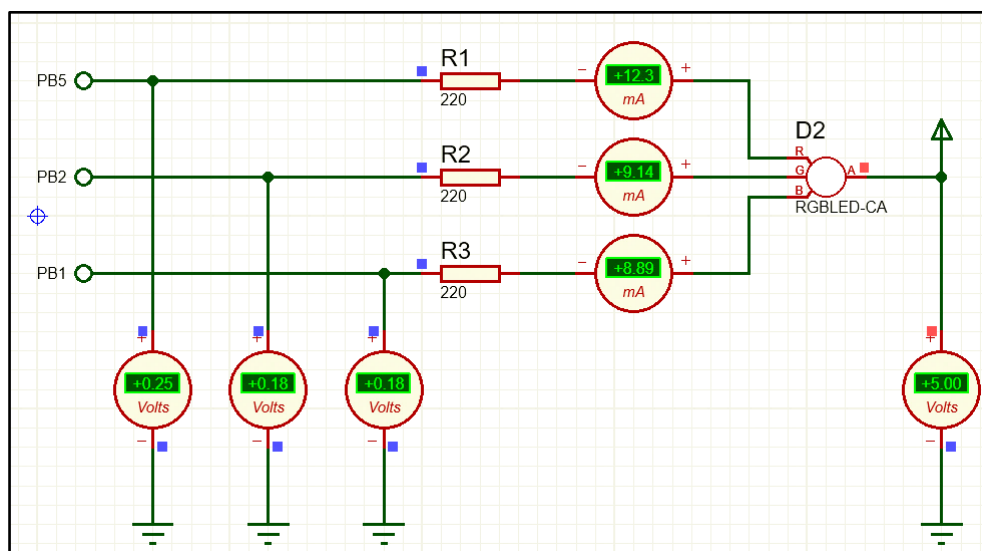 PB5
R1
220
− +12.3 +
mA
D2
R
PB2
R2
220
− +9.14 +
mA
G
A
B
RGBLED-CA
PB1
R3
220
− +8.89 +
mA
+
+0.25
Volts
−
+
+0.18
Volts
−
+
+0.18
Volts
−
+
+5.00
Volts
−